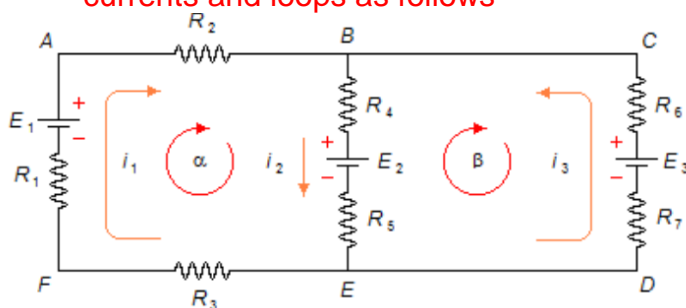 currents and loops as follows
A R2 B C
+ R4 R6
E1 + +
− i1 α i2 E2 β i3 E3
R1 − −
R5 R7
F R3 E D